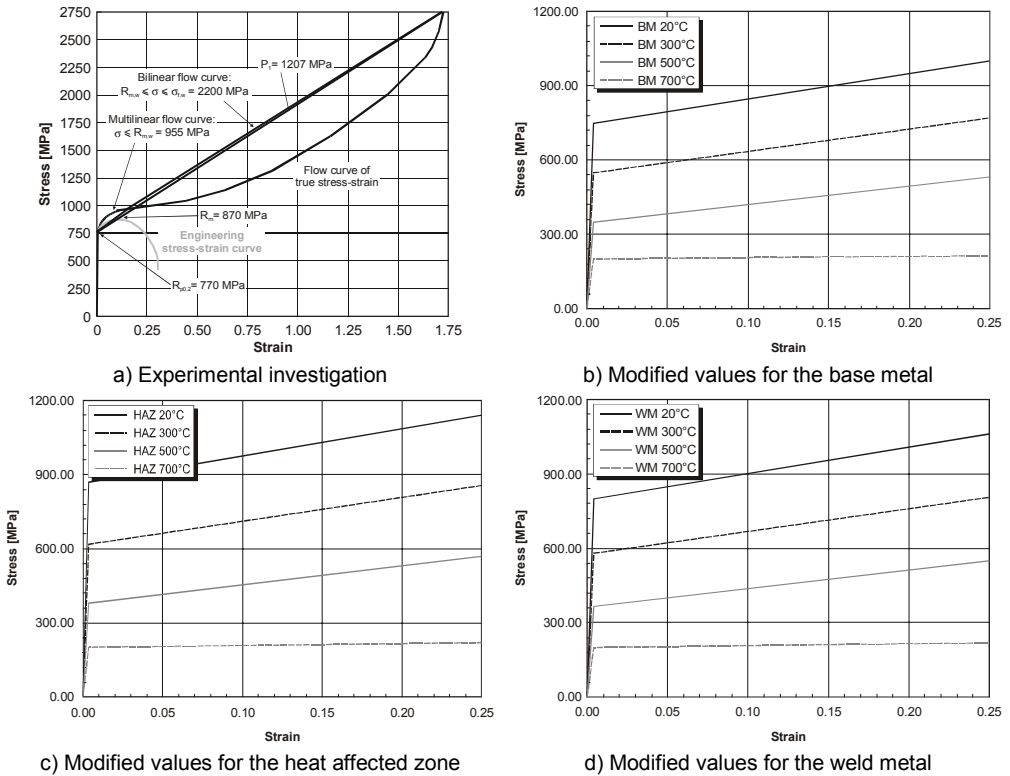 2750
2500
2250
2000
1750
1500
1250
1000
750
500
250
0
Stress [MPa]
P₁ = 1207 MPa
Bilinear flow curve:
Rm,w ⩽ σ ⩽ σf,w = 2200 MPa
Multilinear flow curve:
σ ⩽ Rm,w = 955 MPa
Flow curve of
true stress-strain
Rm= 870 MPa
Engineering
stress-strain curve
Rp0.2= 770 MPa
0 0.25 0.50 0.75 1.00 1.25 1.50 1.75
Strain
a) Experimental investigation
1200.00
900.00
600.00
300.00
0.00
Stress [MPa]
BM 20°C
BM 300°C
BM 500°C
BM 700°C
0.00 0.05 0.10 0.15 0.20 0.25
Strain
b) Modified values for the base metal
1200.00
900.00
600.00
300.00
0.00
Stress [MPa]
HAZ 20°C
HAZ 300°C
HAZ 500°C
HAZ 700°C
0.00 0.05 0.10 0.15 0.20 0.25
Strain
c) Modified values for the heat affected zone
1200.00
900.00
600.00
300.00
0.00
Stress [MPa]
WM 20°C
WM 300°C
WM 500°C
WM 700°C
0.00 0.05 0.10 0.15 0.20 0.25
Strain
d) Modified values for the weld metal